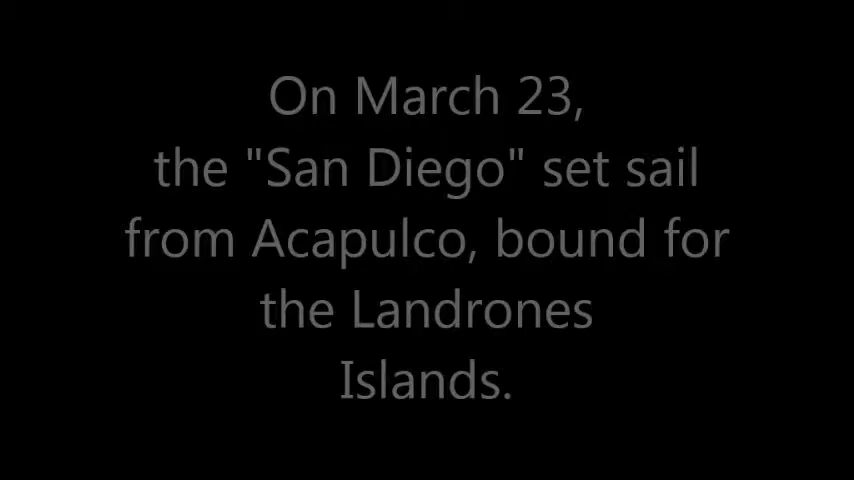 On March 23,
the "San Diego" set sail
from Acapulco, bound for
the Landrones
Islands.